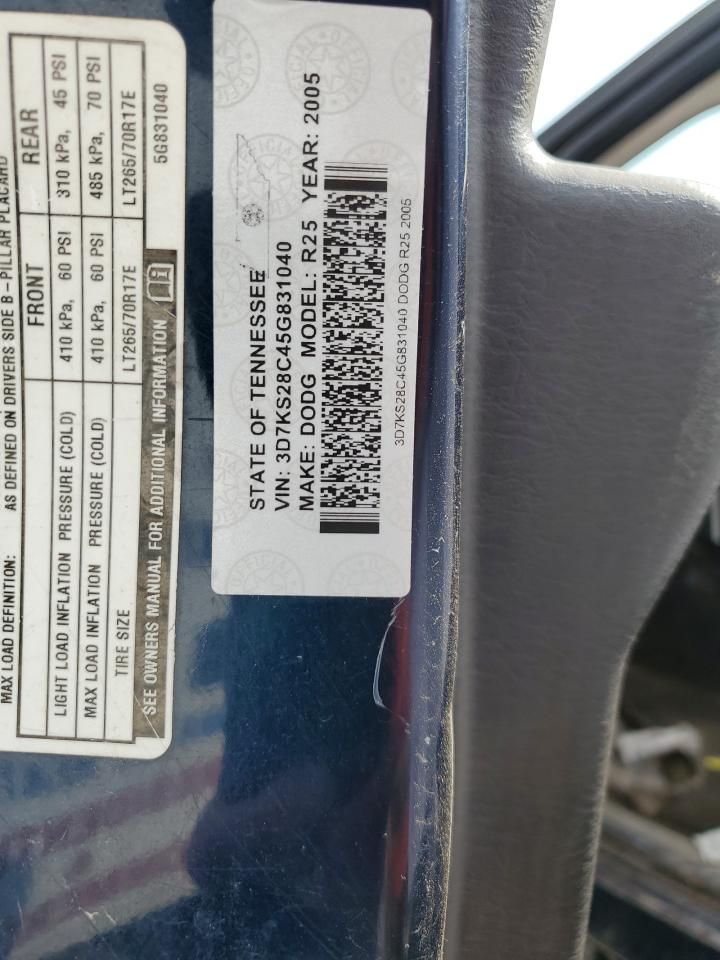 MAX LOAD DEFINITION: AS DEFINED ON DRIVERS SIDE B-PILLAR PLACARD
FRONT REAR
LIGHT LOAD INFLATION PRESSURE (COLD) 410 kPa, 60 PSI 310 kPa, 45 PSI
MAX LOAD INFLATION PRESSURE (COLD) 410 kPa, 60 PSI 485 kPa, 70 PSI
TIRE SIZE LT265/70R17E LT265/70R17E
SEE OWNERS MANUAL FOR ADDITIONAL INFORMATION 5G831040
STATE OF TENNESSEE
VIN: 3D7KS28C45G831040
MAKE: DODG MODEL: R25 YEAR: 2005
3D7KS28C45G831040 DODG R25 2005
OFFICIAL
OFFICIAL
OFFICIAL